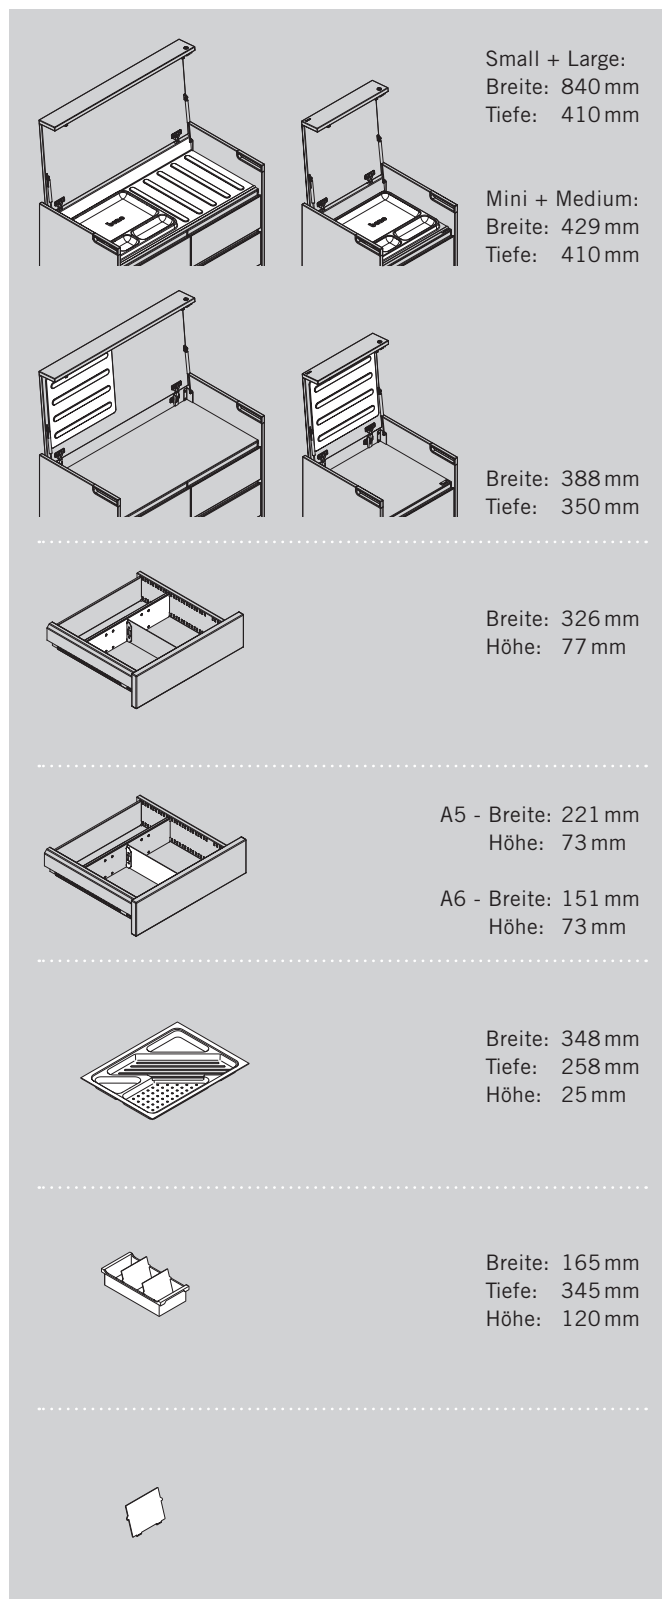 Small + Large:
Breite: 840 mm
Tiefe: 410 mm
Mini + Medium:
Breite: 429 mm
Tiefe: 410 mm
Breite: 388 mm
Tiefe: 350 mm
Breite: 326 mm
Höhe: 77 mm
A5 - Breite: 221 mm
Höhe: 73 mm
A6 - Breite: 151 mm
Höhe: 73 mm
Breite: 348 mm
Tiefe: 258 mm
Höhe: 25 mm
Breite: 165 mm
Tiefe: 345 mm
Höhe: 120 mm